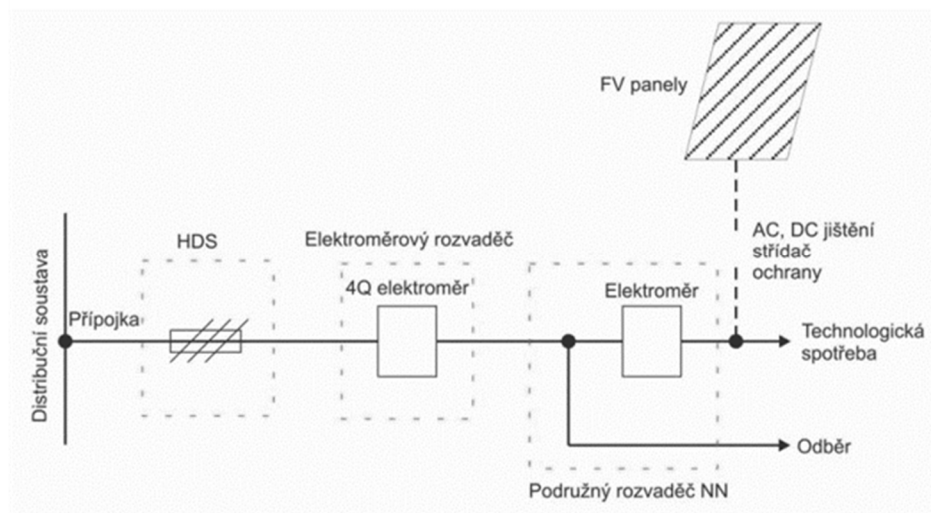 FV panely
AC, DC jištění
střídač
ochrany
HDS
Elektroměrový rozvaděč
4Q elektroměr
Elektroměr
Distribuční soustava
Přípojka
Technologická
spotřeba
Odběr
Podružný rozvaděč NN